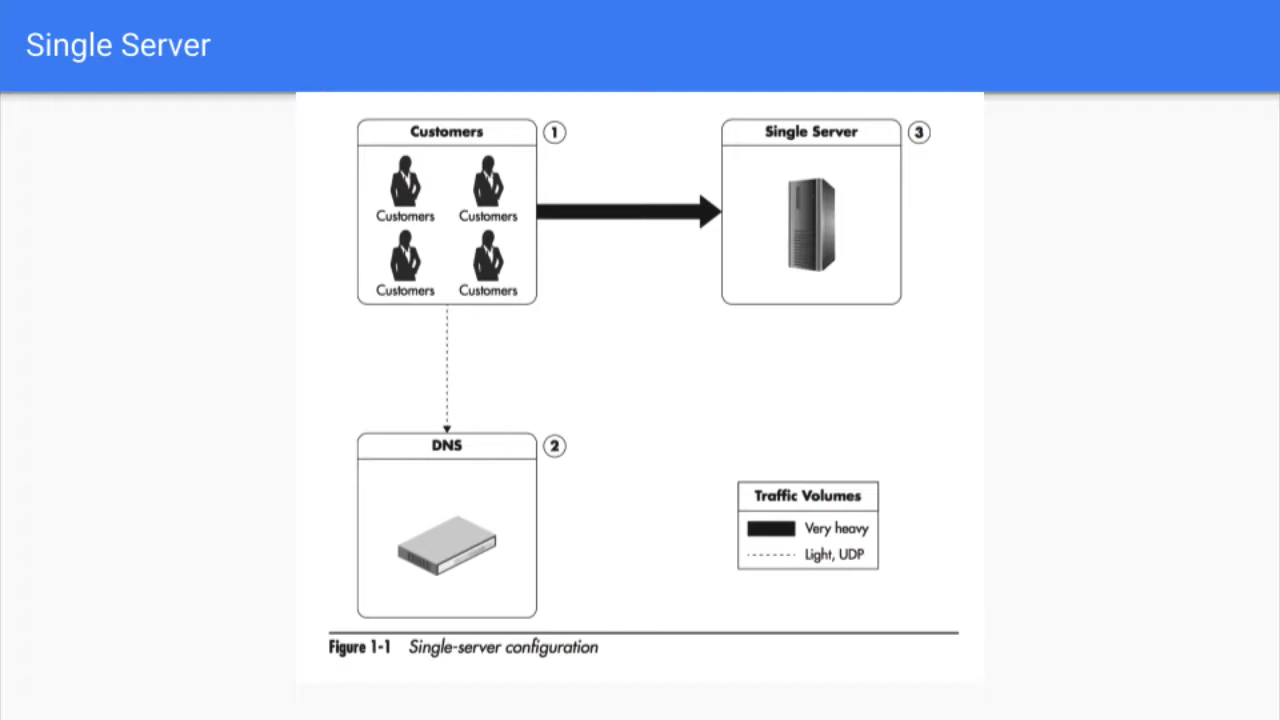 Single Server
Customers
1
Customers
Customers
Customers
Customers
Single Server
3
DNS
2
Traffic Volumes
Very heavy
Light, UDP
Figure 1-1 Single-server configuration